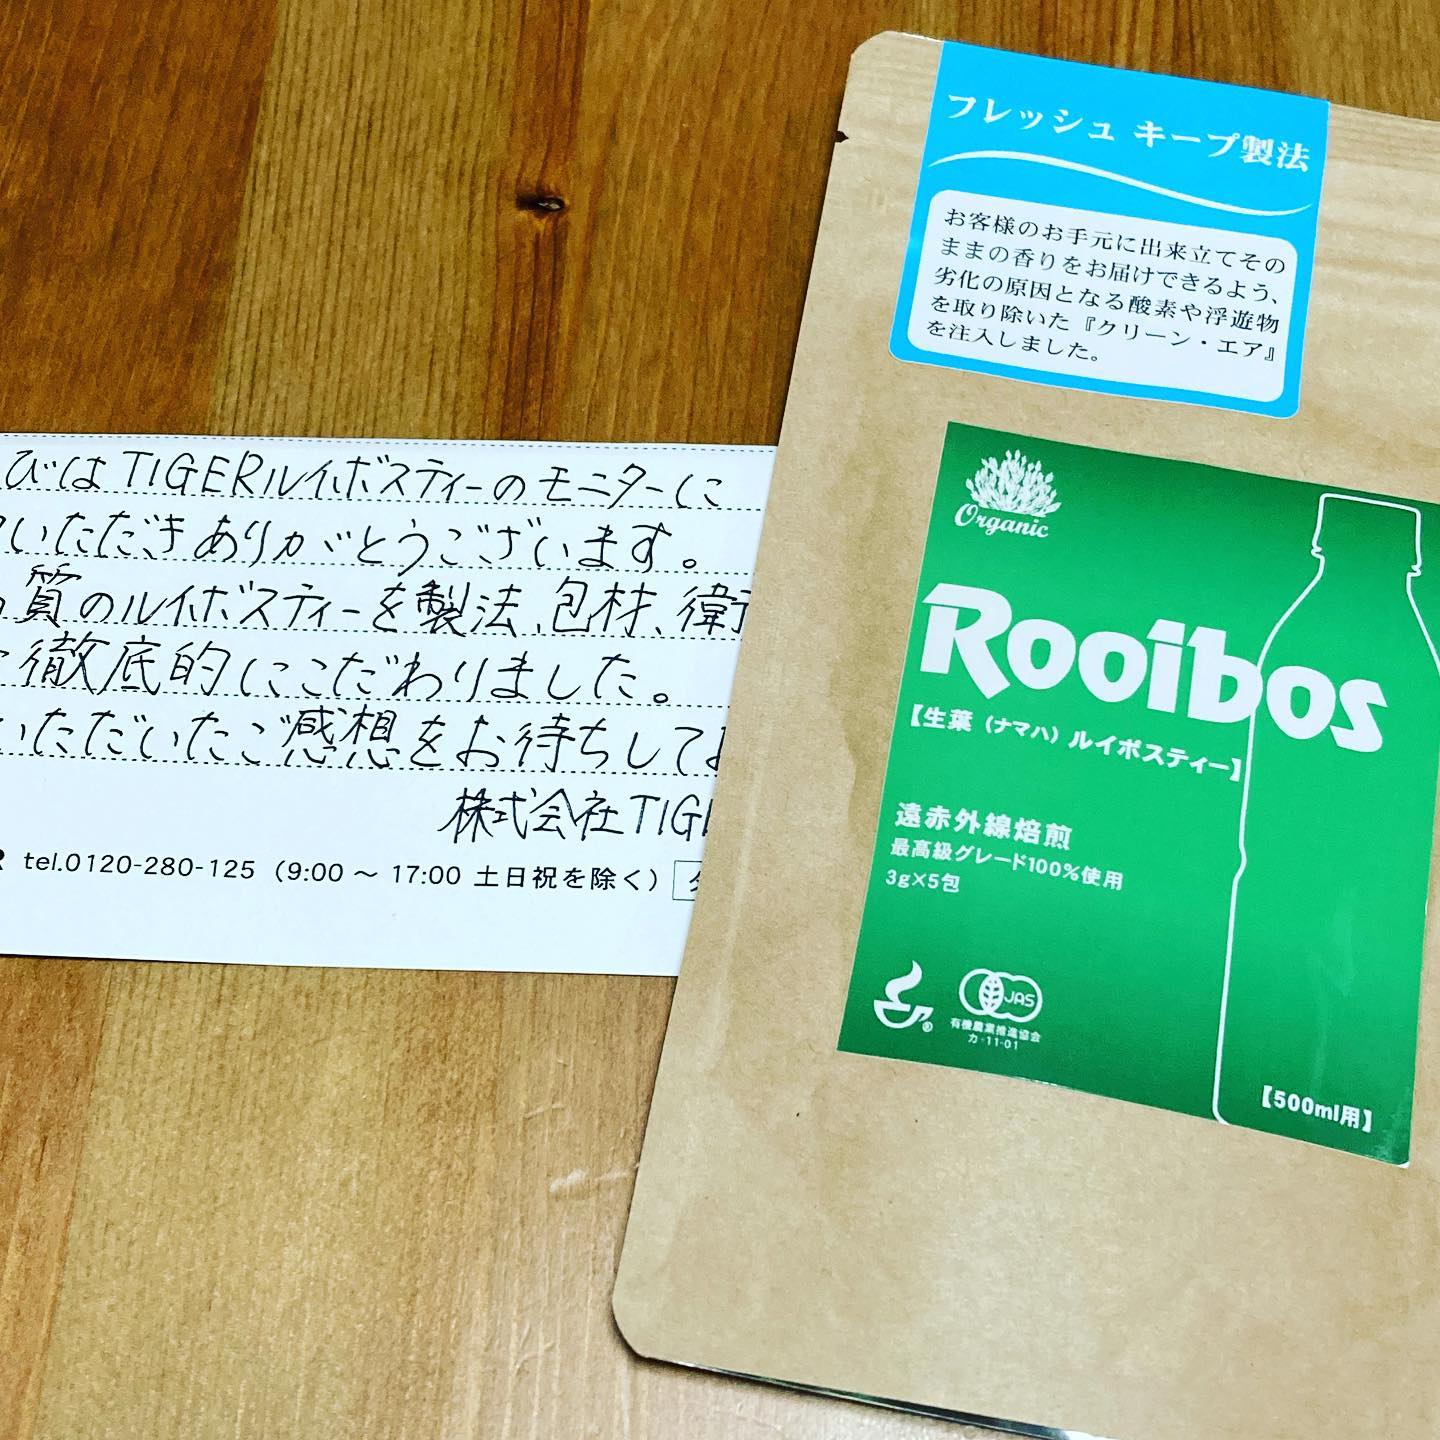 びはTIGERルイボスティーのモニターに
いただきありがとうございます。
質のルイボスティーを製法、包材、衛
徹底的にこだわりました。
いただいたご感想をお待ちして
株式会社TIG
R tel.0120-280-125（9:00 〜 17:00 土日祝を除く）
フレッシュ キープ製法
お客様のお手元に出来立てその
ままの香りをお届けできるよう、
劣化の原因となる酸素や浮遊物
を取り除いた『クリーン・エア』
を注入しました。
Organic
Rooibos
【生葉（ナマハ）ルイボスティー】
遠赤外線焙煎
最高級グレード100%使用
3g×5包
®
JAS
有機農業推進協会
カ-11-01
【500ml用】